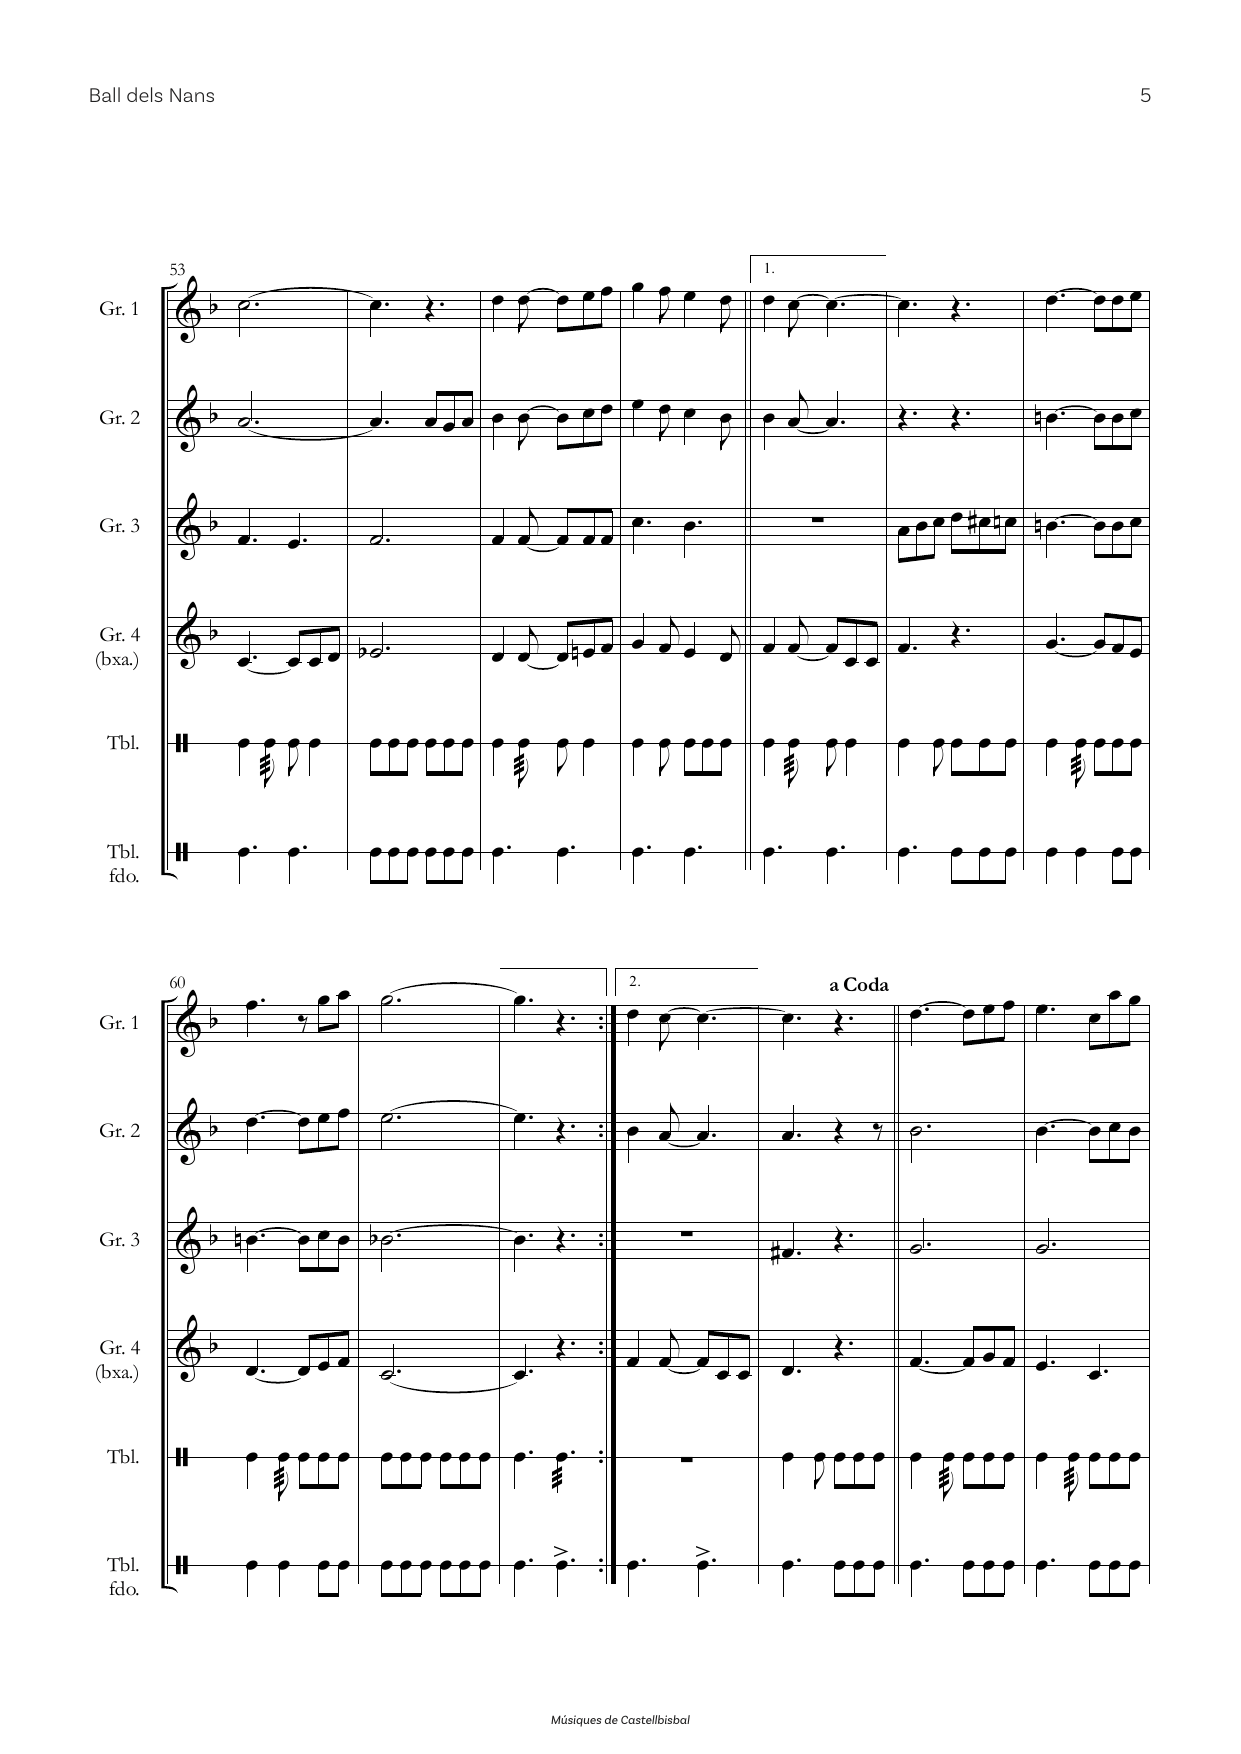 Ball dels Nans 5
53
1.
Gr. 1
Gr. 2
Gr. 3
Gr. 4
(bxa.)
Tbl.
Tbl.
fdo.
60
2.
a Coda
Gr. 1
Gr. 2
Gr. 3
Gr. 4
(bxa.)
Tbl.
Tbl.
fdo.
Músiques de Castellbisbal